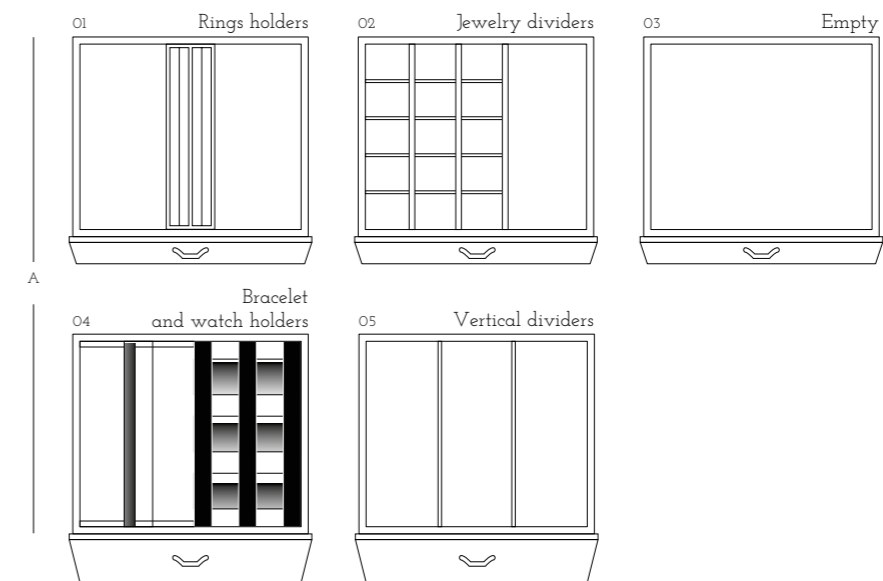 01 Rings holders
02 Jewelry dividers
03 Empty
A
04 Bracelet
and watch holders
05 Vertical dividers